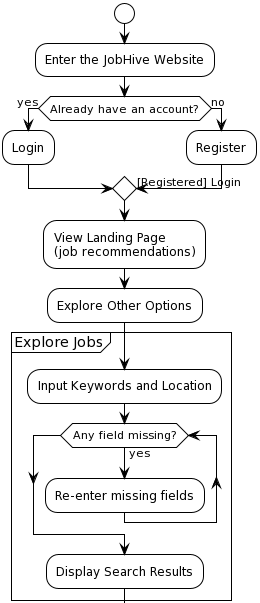 Enter the JobHive Website
yes
Already have an account?
no
Login
Register
[Registered] Login
View Landing Page
(job recommendations)
Explore Other Options
Explore Jobs
Input Keywords and Location
Any field missing?
yes
Re-enter missing fields
Display Search Results